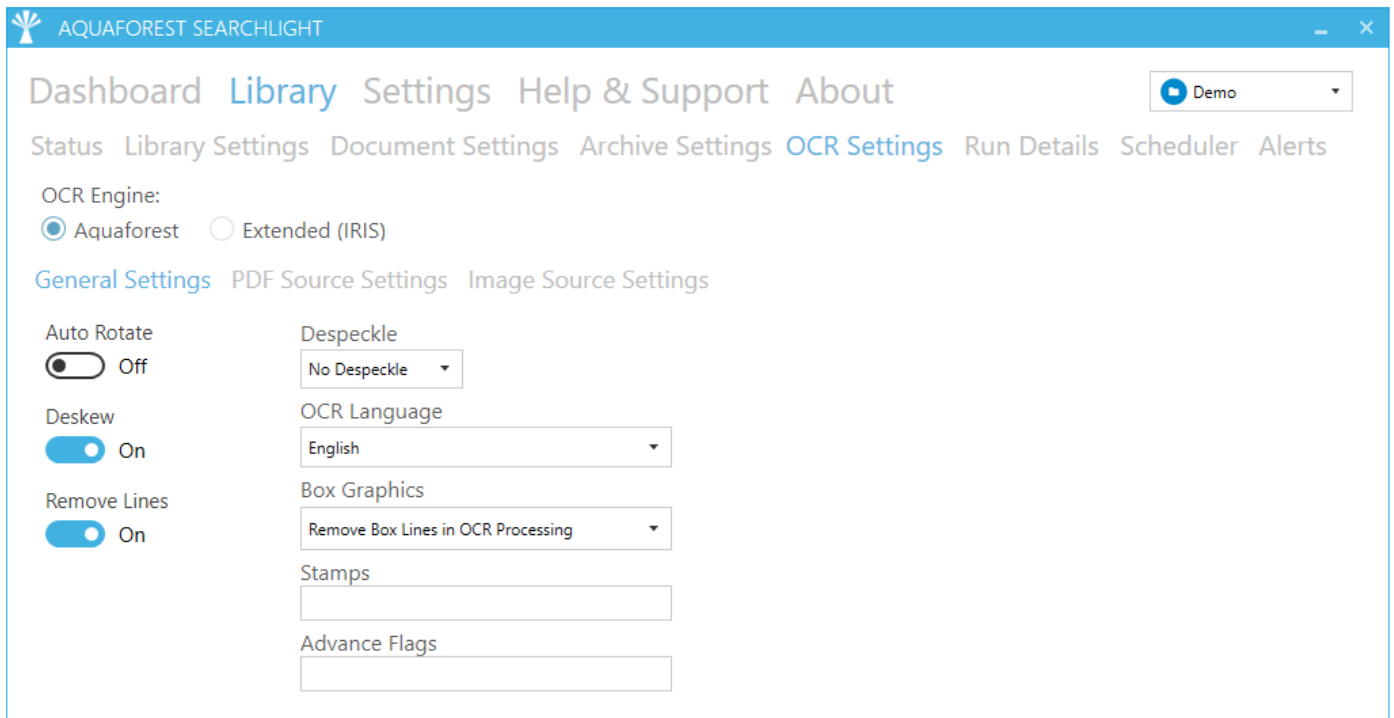 AQUAFOREST SEARCHLIGHT
Dashboard Library Settings Help & Support About
Demo
Status Library Settings Document Settings Archive Settings OCR Settings Run Details Scheduler Alerts
OCR Engine:
Aquaforest Extended (IRIS)
General Settings PDF Source Settings Image Source Settings
Auto Rotate
Off
Deskew
On
Remove Lines
On
Despeckle
No Despeckle
OCR Language
English
Box Graphics
Remove Box Lines in OCR Processing
Stamps
Advance Flags